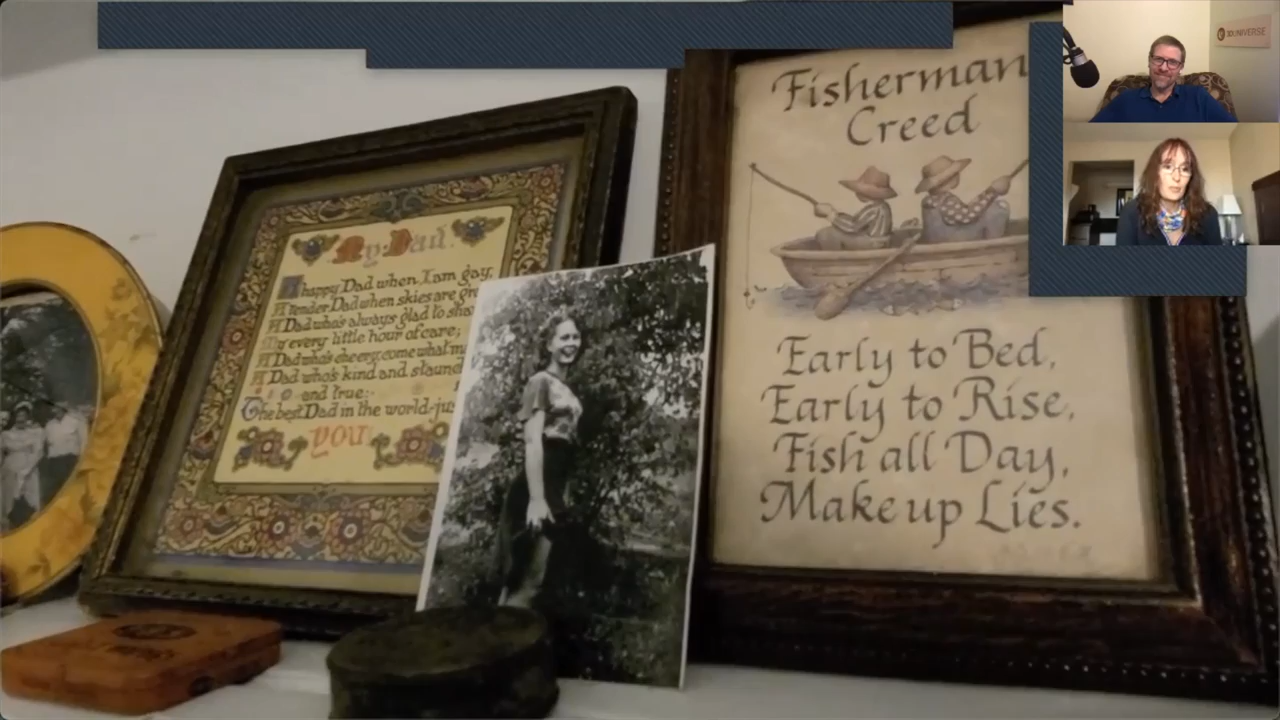 Fisherman
Creed
Early to Bed,
Early to Rise,
Fish all Day,
Make up Lies.
My Dad.
A happy Dad when I am gay,
A tender Dad when skies are
A Dad who's always glad to
My every little hour of care;
A Dad who's cheery, come what
A Dad who's kind and
and true:-
The best Dad in the world-
you
3DUNIVERSE